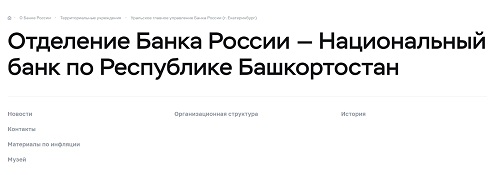 О Банке России Территориальные учреждения Уральское главное управление Банка России (г. Екатеринбург)
Отделение Банка России — Национальный
банк по Республике Башкортостан
Новости Организационная структура История
Контакты
Материалы по инфляции
Музей